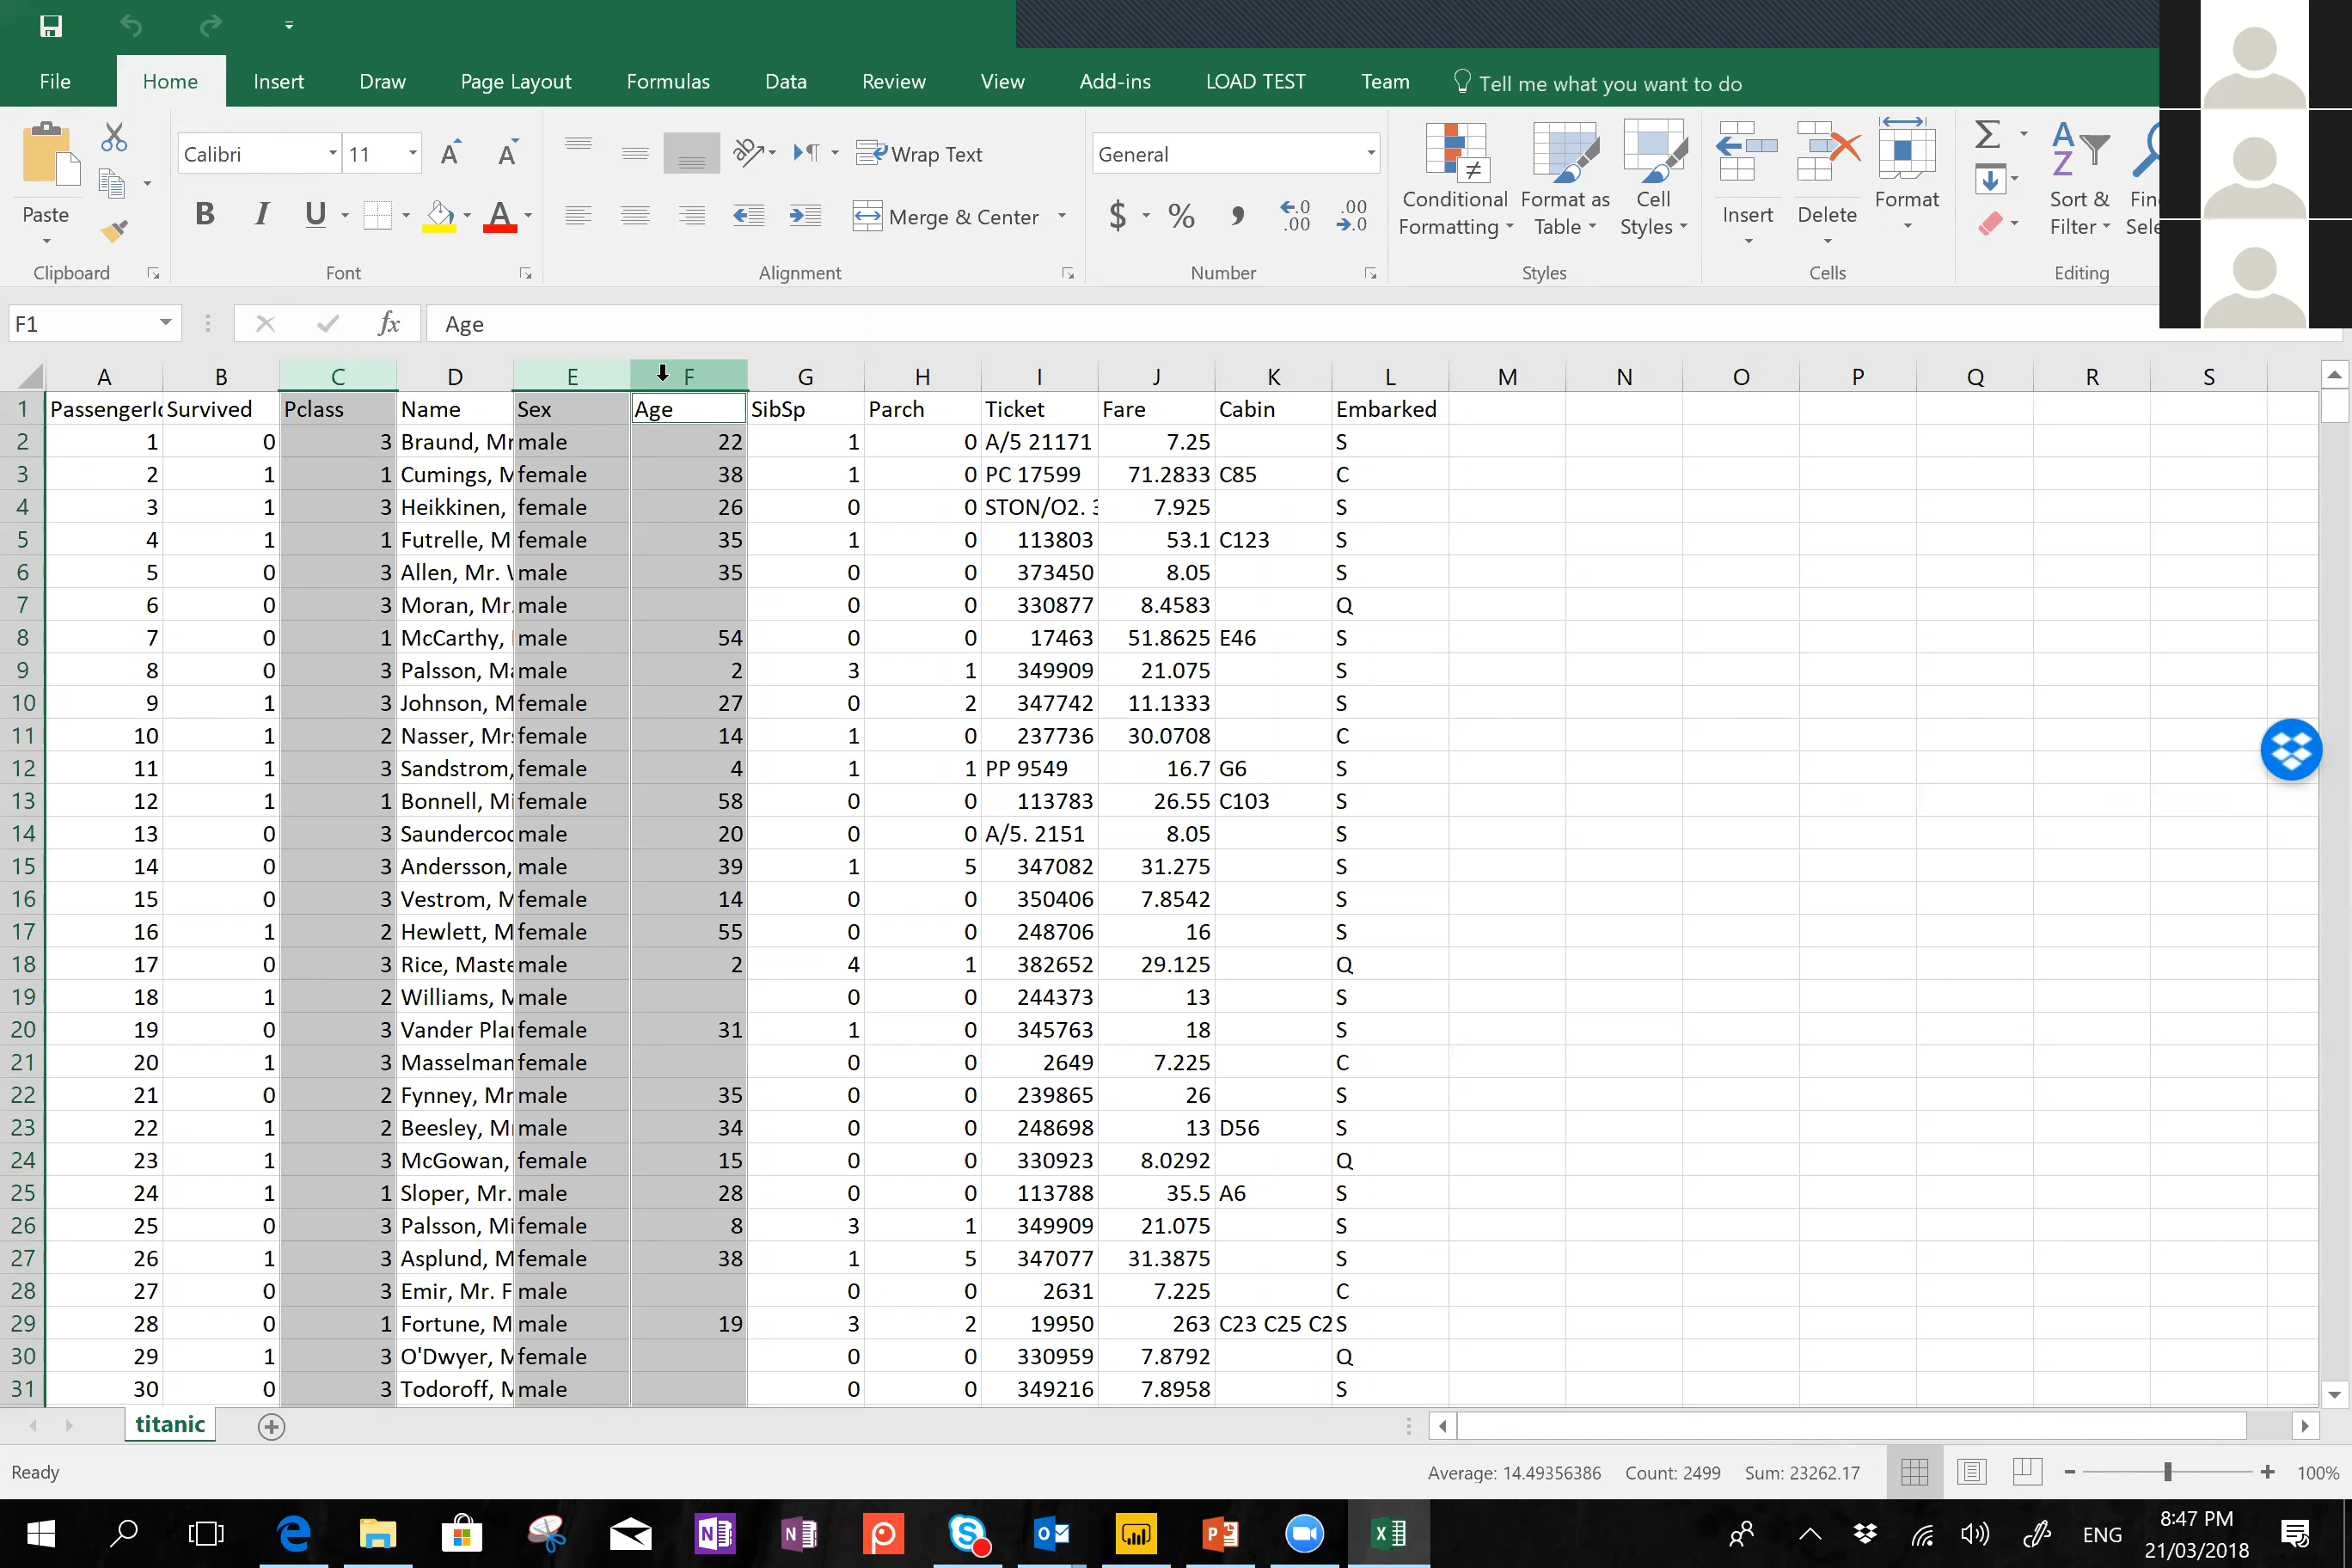 File Home Insert Draw Page Layout Formulas Data Review View Add-ins LOAD TEST Team Tell me what you want to do
Paste
Calibri 11
Wrap Text
Merge & Center
General
Conditional Formatting
Format as Table
Cell Styles
Insert Delete Format
Sort & Filter
Clipboard Font Alignment Number Styles Cells Editing
F1 Age
A B C D E F G H I J K L M N O P Q R S
1 PassengerId Survived Pclass Name Sex Age SibSp Parch Ticket Fare Cabin Embarked
2 1 0 3 Braund, Mr male 22 1 0 A/5 21171 7.25 S
3 2 1 1 Cumings, M female 38 1 0 PC 17599 71.2833 C85 C
4 3 1 3 Heikkinen, female 26 0 0 STON/O2. 3 7.925 S
5 4 1 1 Futrelle, M female 35 1 0 113803 53.1 C123 S
6 5 0 3 Allen, Mr. W male 35 0 0 373450 8.05 S
7 6 0 3 Moran, Mr. male 0 0 330877 8.4583 Q
8 7 0 1 McCarthy, male 54 0 0 17463 51.8625 E46 S
9 8 0 3 Palsson, Ma male 2 3 1 349909 21.075 S
10 9 1 3 Johnson, M female 27 0 2 347742 11.1333 S
11 10 1 2 Nasser, Mrs female 14 1 0 237736 30.0708 C
12 11 1 3 Sandstrom, female 4 1 1 PP 9549 16.7 G6 S
13 12 1 1 Bonnell, Mi female 58 0 0 113783 26.55 C103 S
14 13 0 3 Saundercoc male 20 0 0 A/5. 2151 8.05 S
15 14 0 3 Andersson, male 39 1 5 347082 31.275 S
16 15 0 3 Vestrom, M female 14 0 0 350406 7.8542 S
17 16 1 2 Hewlett, M female 55 0 0 248706 16 S
18 17 0 3 Rice, Maste male 2 4 1 382652 29.125 Q
19 18 1 2 Williams, M male 0 0 244373 13 S
20 19 0 3 Vander Plan female 31 1 0 345763 18 S
21 20 1 3 Masselman female 0 0 2649 7.225 C
22 21 0 2 Fynney, Mr male 35 0 0 239865 26 S
23 22 1 2 Beesley, Mr male 34 0 0 248698 13 D56 S
24 23 1 3 McGowan, female 15 0 0 330923 8.0292 Q
25 24 1 1 Sloper, Mr. male 28 0 0 113788 35.5 A6 S
26 25 0 3 Palsson, Mi female 8 3 1 349909 21.075 S
27 26 1 3 Asplund, M female 38 1 5 347077 31.3875 S
28 27 0 3 Emir, Mr. F male 0 0 2631 7.225 C
29 28 0 1 Fortune, M male 19 3 2 19950 263 C23 C25 C2 S
30 29 1 3 O'Dwyer, M female 0 0 330959 7.8792 Q
31 30 0 3 Todoroff, M male 0 0 349216 7.8958 S
titanic
Ready Average: 14.49356386 Count: 2499 Sum: 23262.17 100%
ENG 8:47 PM
21/03/2018